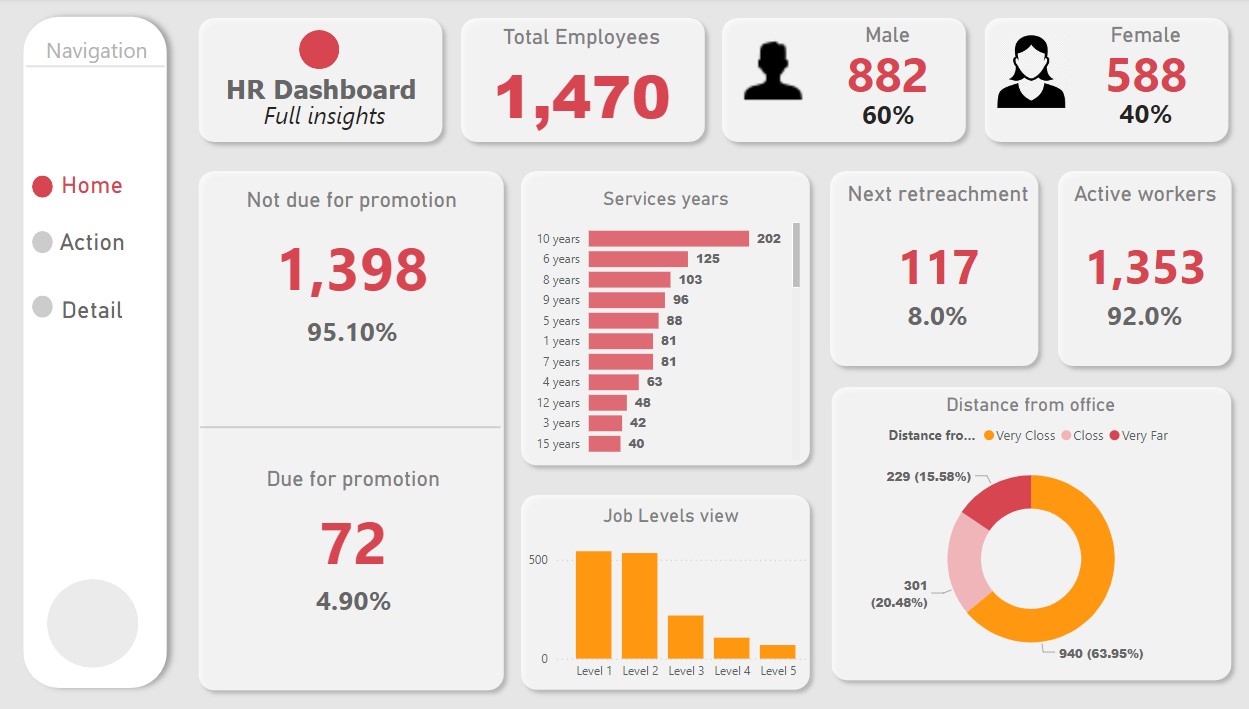 Navigation
Home
Action
Detail
HR Dashboard
Full insights
Total Employees
1,470
Male
882
60%
Female
588
40%
Not due for promotion
1,398
95.10%
Due for promotion
72
4.90%
Services years
10 years 202
6 years 125
8 years 103
9 years 96
5 years 88
1 years 81
7 years 81
4 years 63
12 years 48
3 years 42
15 years 40
Job Levels view
500
0
Level 1 Level 2 Level 3 Level 4 Level 5
Next retreachment
117
8.0%
Active workers
1,353
92.0%
Distance from office
Distance fro... Very Closs Closs Very Far
229 (15.58%)
301
(20.48%)
940 (63.95%)